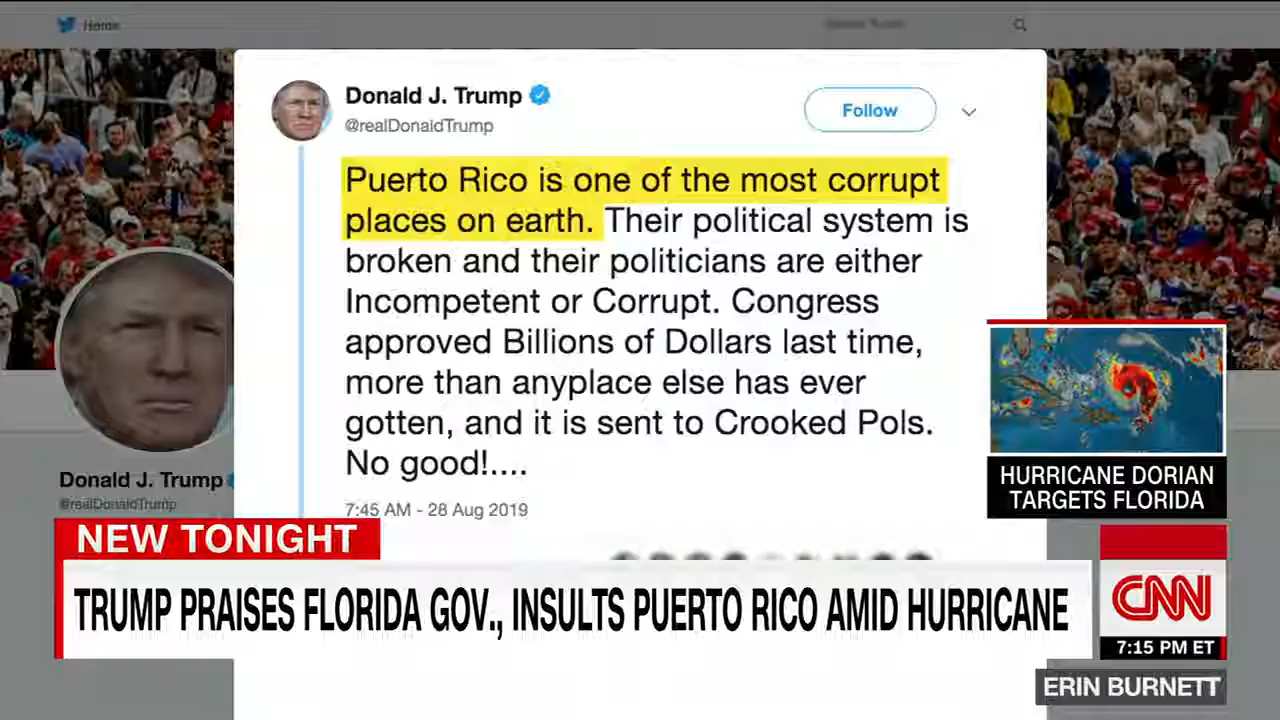 Home
Donald J. Trump
@realDonaldTrump
Follow
Puerto Rico is one of the most corrupt
places on earth. Their political system is
broken and their politicians are either
Incompetent or Corrupt. Congress
approved Billions of Dollars last time,
more than anyplace else has ever
gotten, and it is sent to Crooked Pols.
No good!....
7:45 AM - 28 Aug 2019
Donald J. Trump
@realDonaldTrump
HURRICANE DORIAN
TARGETS FLORIDA
NEW TONIGHT
TRUMP PRAISES FLORIDA GOV., INSULTS PUERTO RICO AMID HURRICANE
CNN
7:15 PM ET
ERIN BURNETT